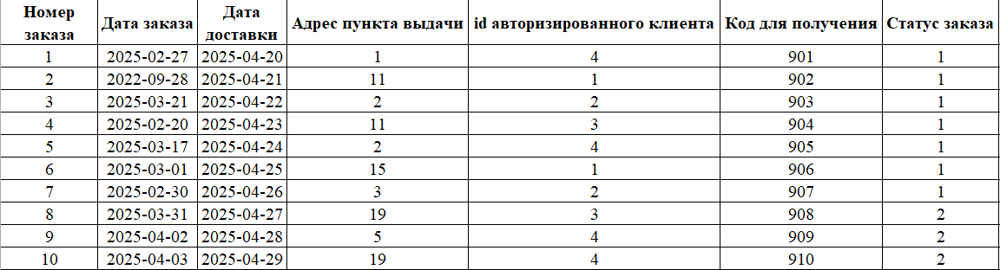 Номер заказа Дата заказа Дата доставки Адрес пункта выдачи id авторизированного клиента Код для получения Статус заказа
1 2025-02-27 2025-04-20 1 4 901 1
2 2022-09-28 2025-04-21 11 1 902 1
3 2025-03-21 2025-04-22 2 2 903 1
4 2025-02-20 2025-04-23 11 3 904 1
5 2025-03-17 2025-04-24 2 4 905 1
6 2025-03-01 2025-04-25 15 1 906 1
7 2025-02-30 2025-04-26 3 2 907 1
8 2025-03-31 2025-04-27 19 3 908 2
9 2025-04-02 2025-04-28 5 4 909 2
10 2025-04-03 2025-04-29 19 4 910 2